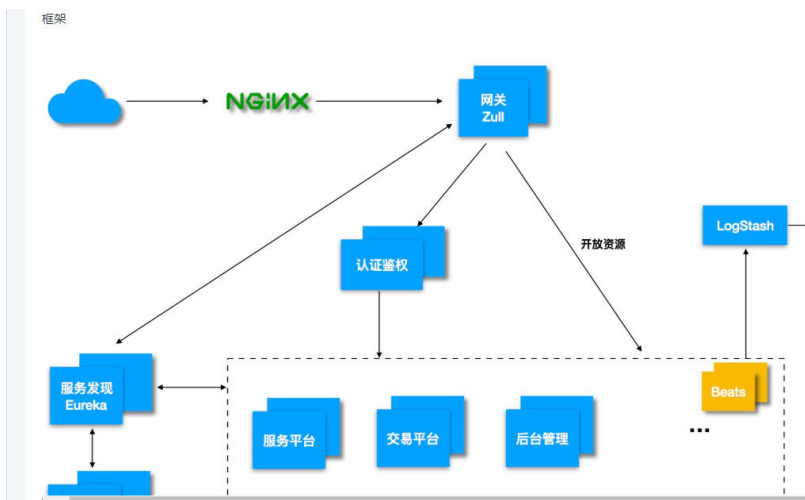 框架
NGiNX
网关
Zull
开放资源
LogStash
认证鉴权
服务发现
Eureka
Beats
服务平台
交易平台
后台管理
...